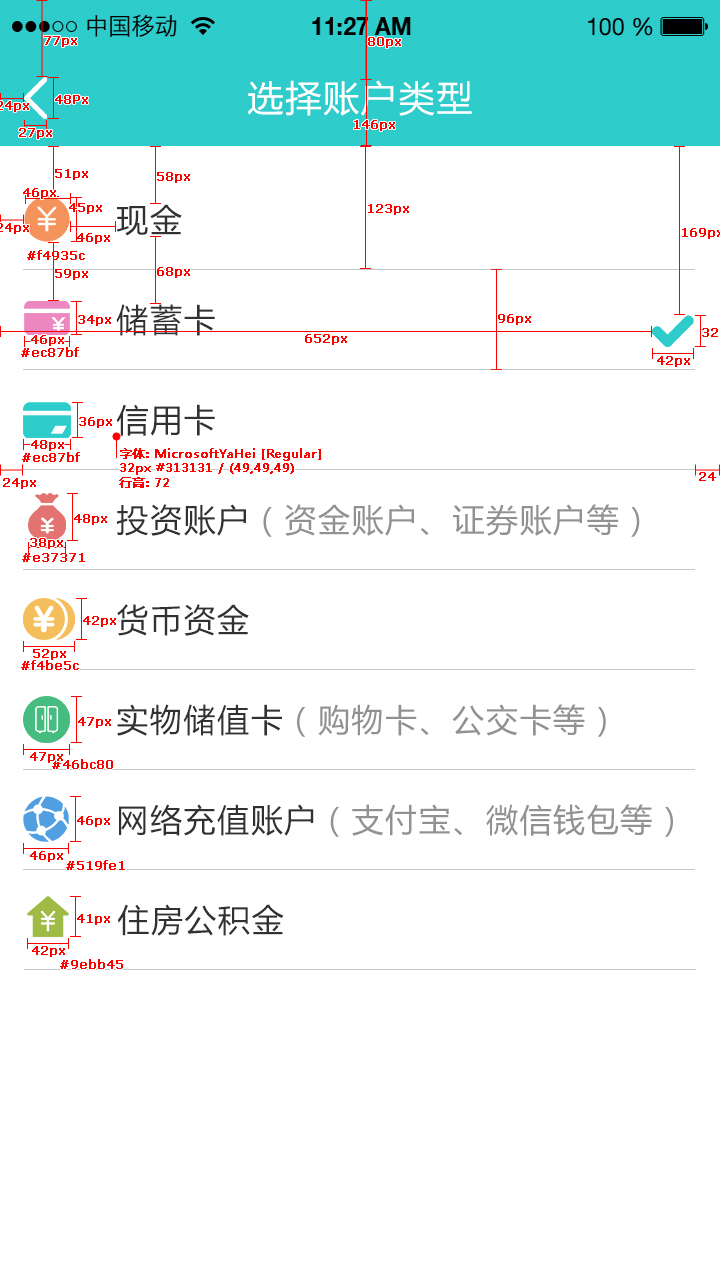 中国移动 11:27 AM 100 %
77px 80px
选择账户类型
24px 48Px
27px 146px
51px 58px
46px
45px 123px
现金
24px 46px 169px
#f4935c
59px 68px
储蓄卡
34px 96px
46px 652px 32
#ec87bf 42px
信用卡
36px
48px
#ec87bf
字体: MicrosoftYaHei [Regular]
32px #313131 / (49,49,49)
行高: 72
24px 24
投资账户（资金账户、证券账户等）
48px
38px
#e37371
货币资金
42px
52px
#f4be5c
实物储值卡（购物卡、公交卡等）
47px
47px
#46bc80
网络充值账户（支付宝、微信钱包等）
46px
46px
#519fe1
住房公积金
¥ 41px
42px
#9ebb45